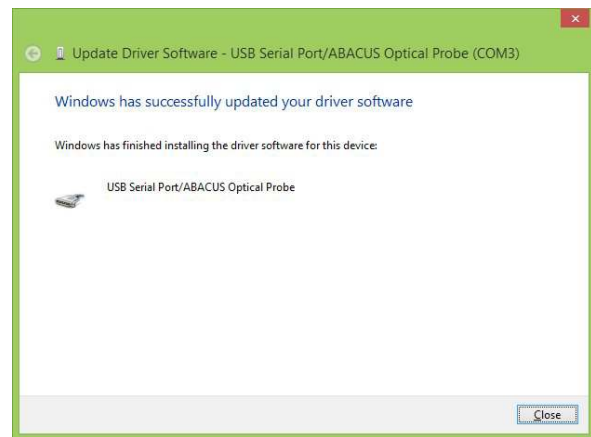 Update Driver Software - USB Serial Port/ABACUS Optical Probe (COM3)
Windows has successfully updated your driver software
Windows has finished installing the driver software for this device:
USB Serial Port/ABACUS Optical Probe
Close